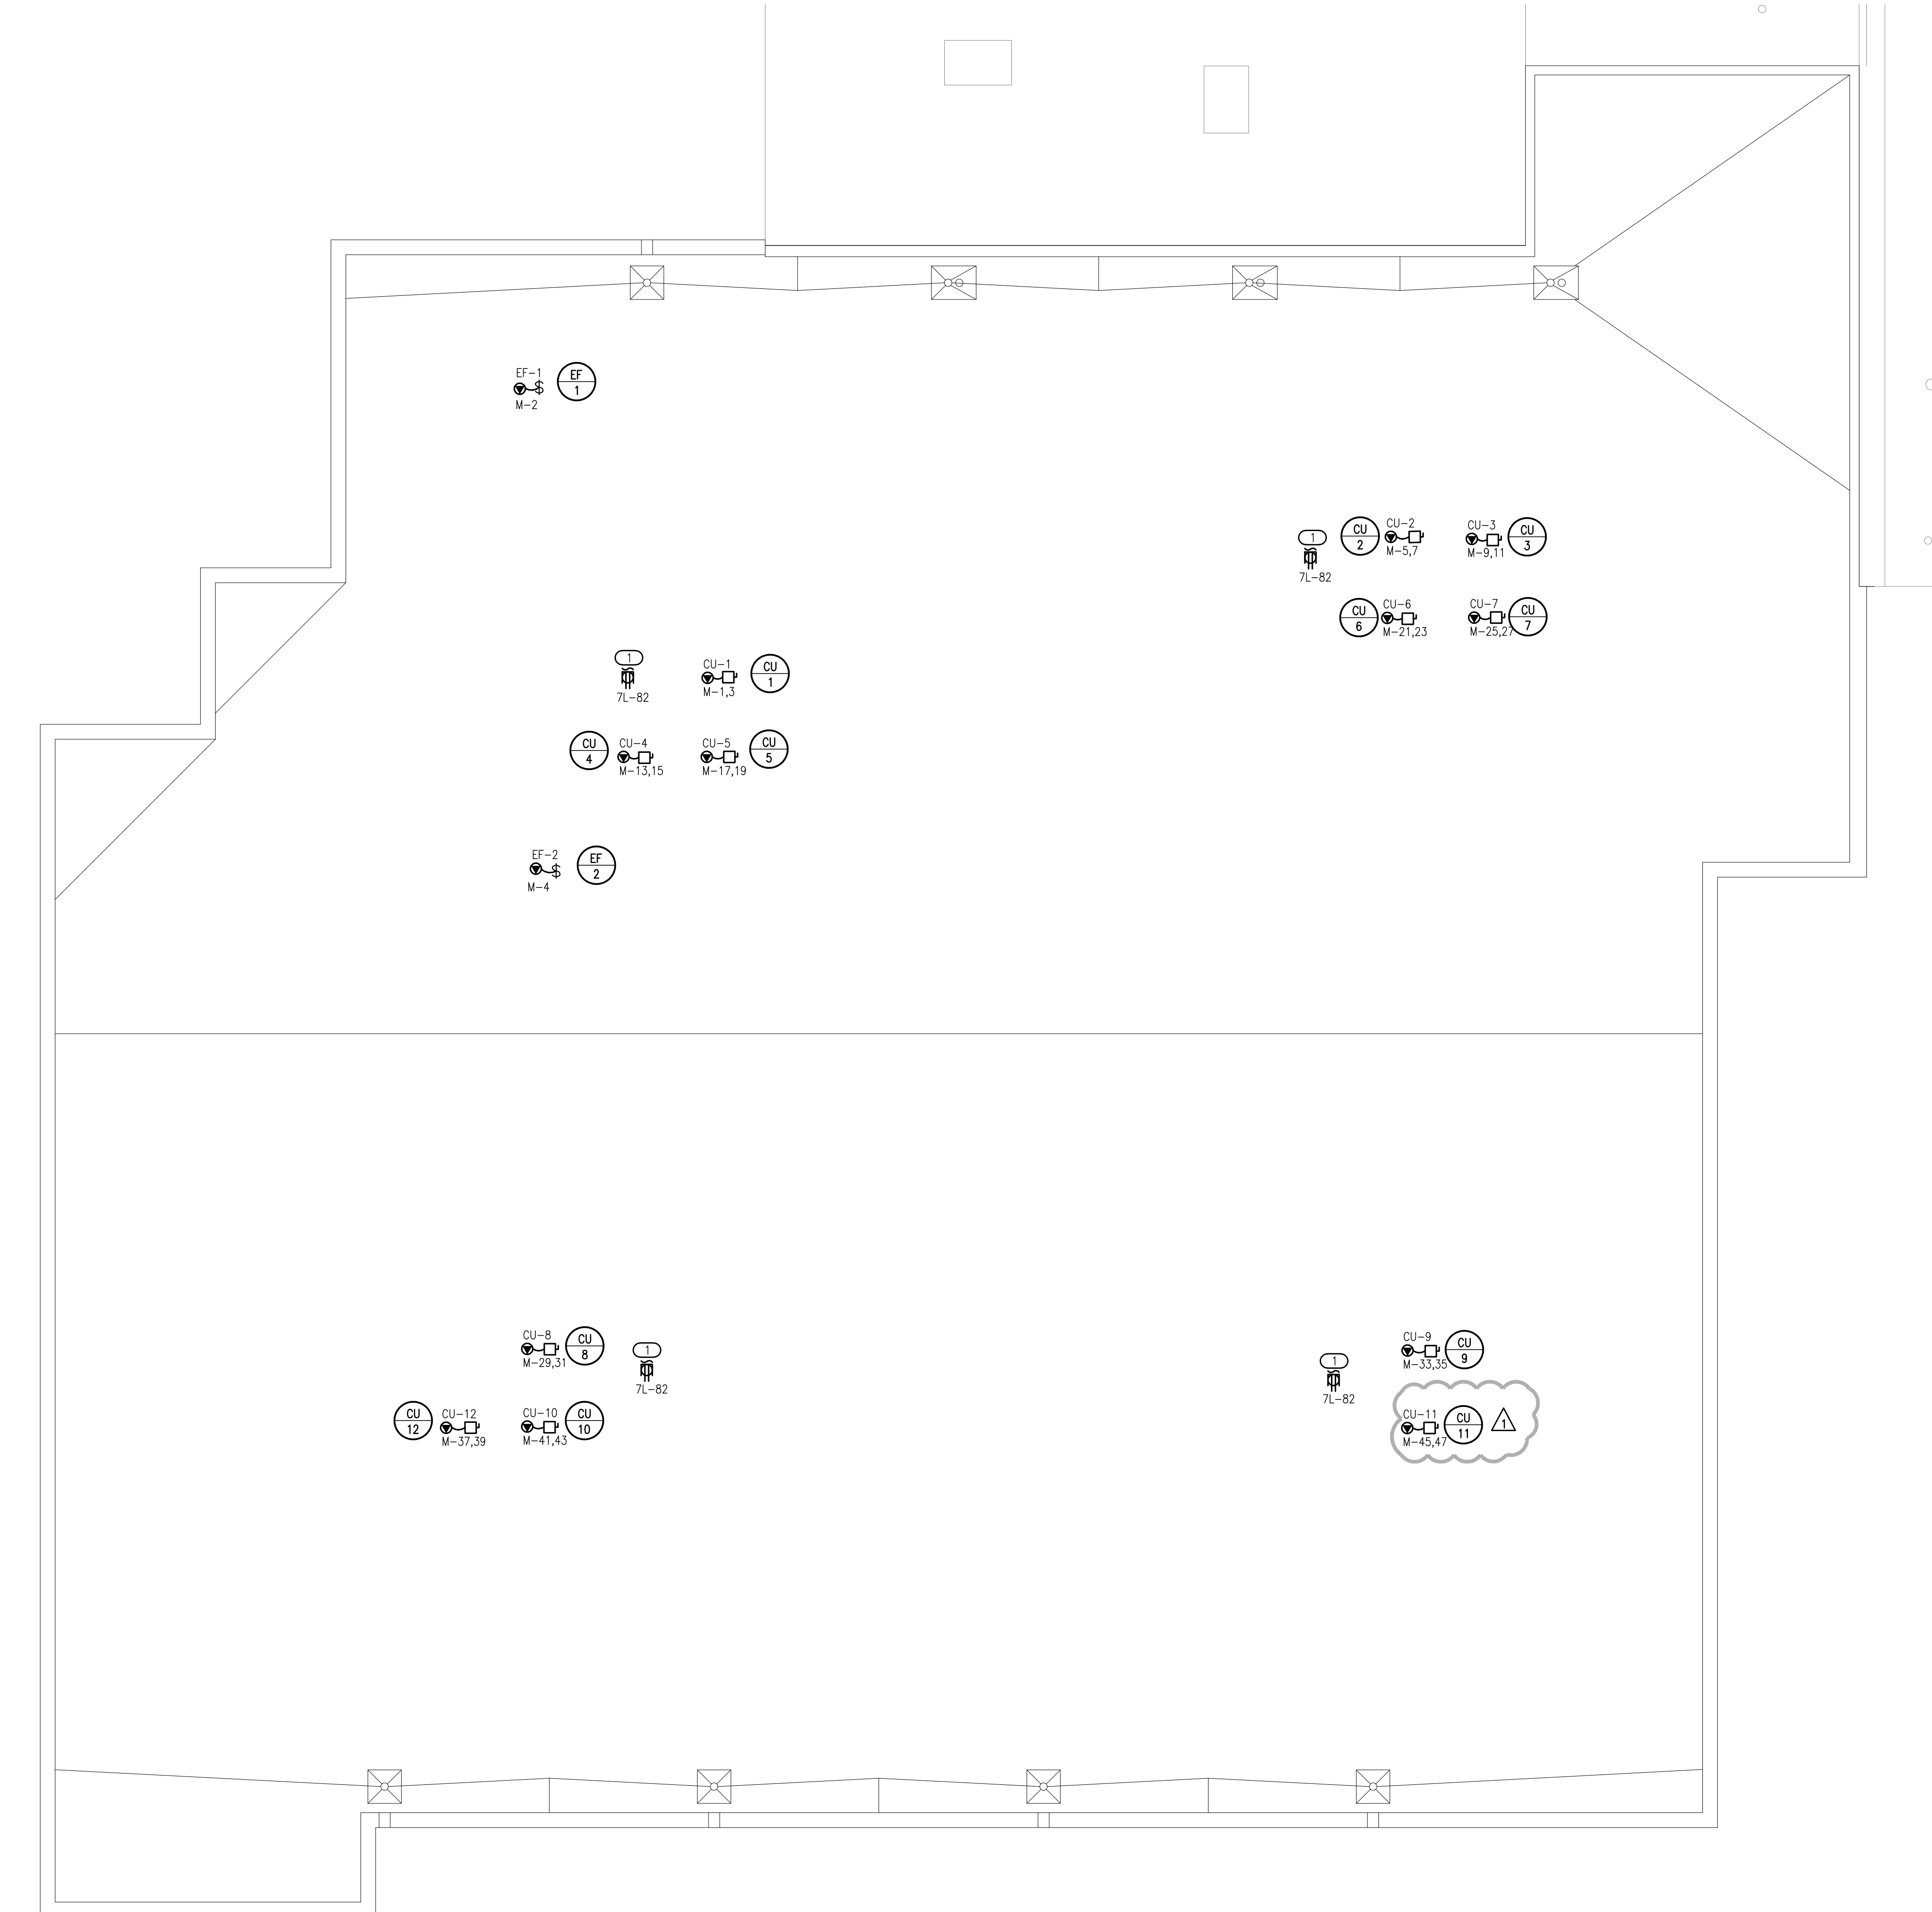 EF-1
M-2
EF
1
1
7L-82
CU
2
CU-2
M-5,7
CU-3
M-9,11
CU
3
CU
6
CU-6
M-21,23
CU-7
M-25,27
CU
7
1
7L-82
CU-1
M-1,3
CU
1
CU
4
CU-4
M-13,15
CU-5
M-17,19
CU
5
EF-2
M-4
EF
2
CU-8
M-29,31
CU
8
1
7L-82
CU
12
CU-12
M-37,39
CU-10
M-41,43
CU
10
1
7L-82
CU-9
M-33,35
CU
9
CU-11
M-45,47
CU
11
1